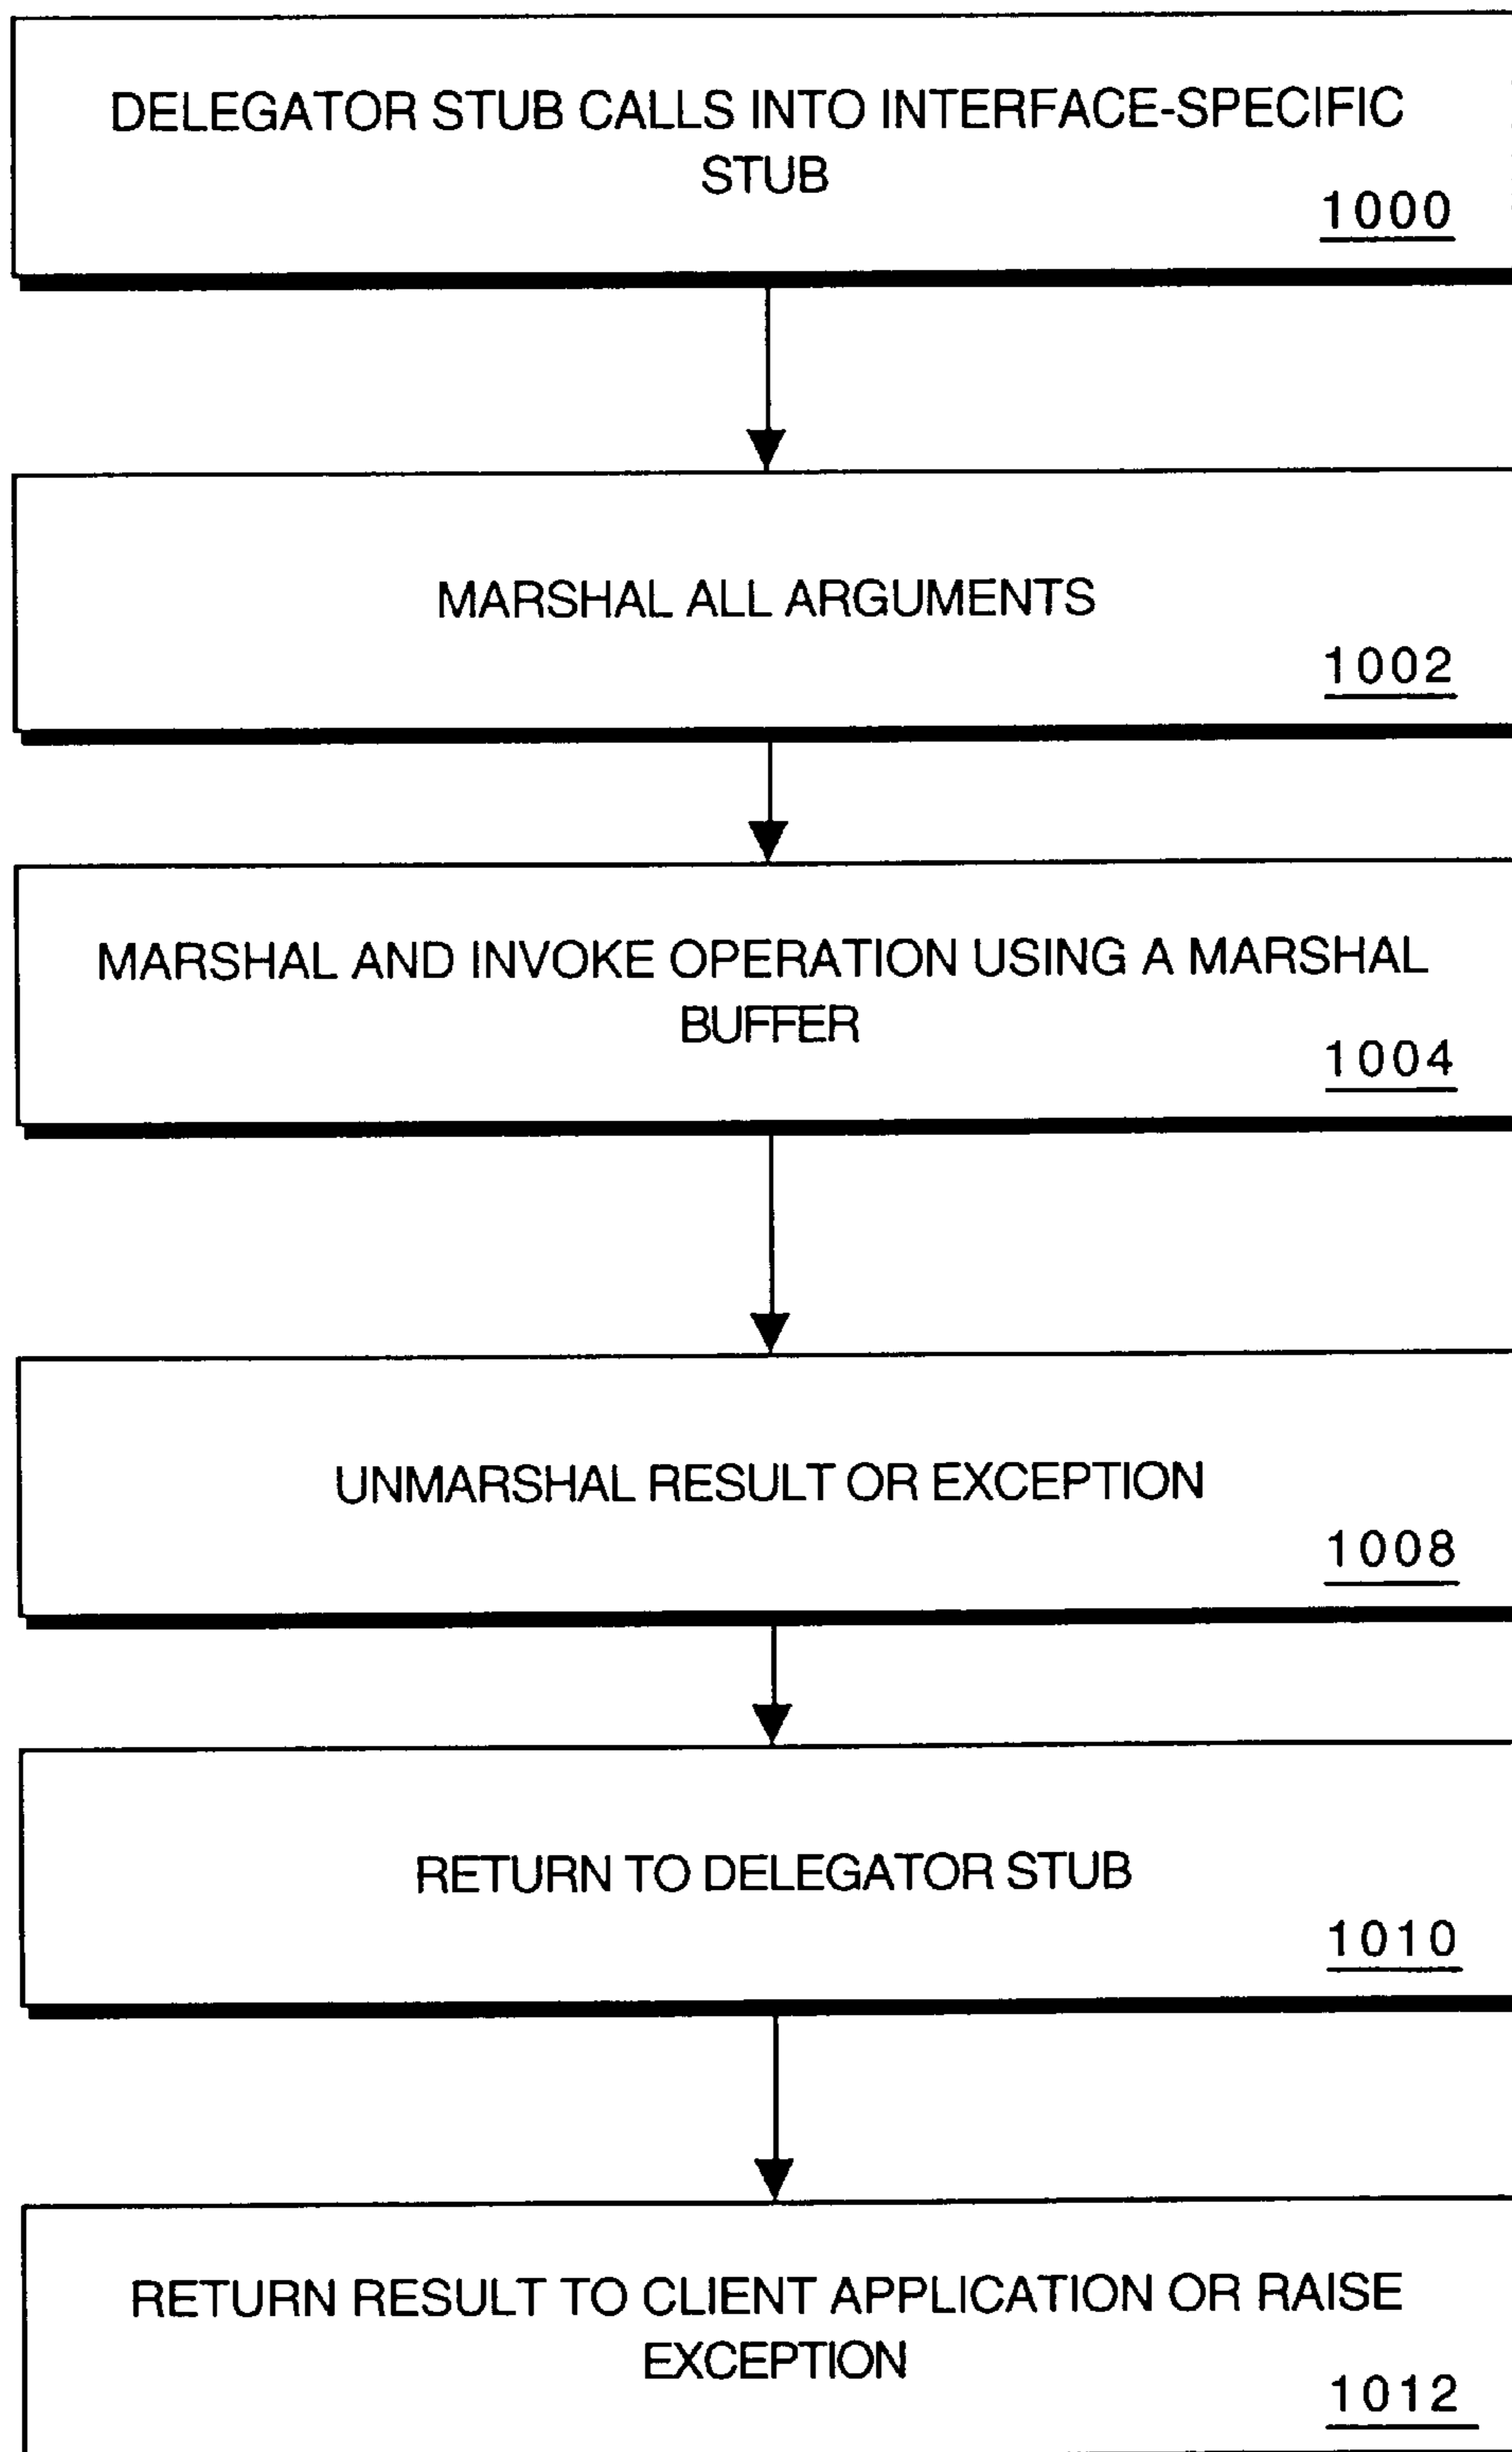 DELEGATOR STUB CALLS INTO INTERFACE-SPECIFIC
STUB
1000
MARSHAL ALL ARGUMENTS
1002
MARSHAL AND INVOKE OPERATION USING A MARSHAL
BUFFER
1004
UNMARSHAL RESULT OR EXCEPTION
1008
RETURN TO DELEGATOR STUB
1010
RETURN RESULT TO CLIENT APPLICATION OR RAISE
EXCEPTION
1012